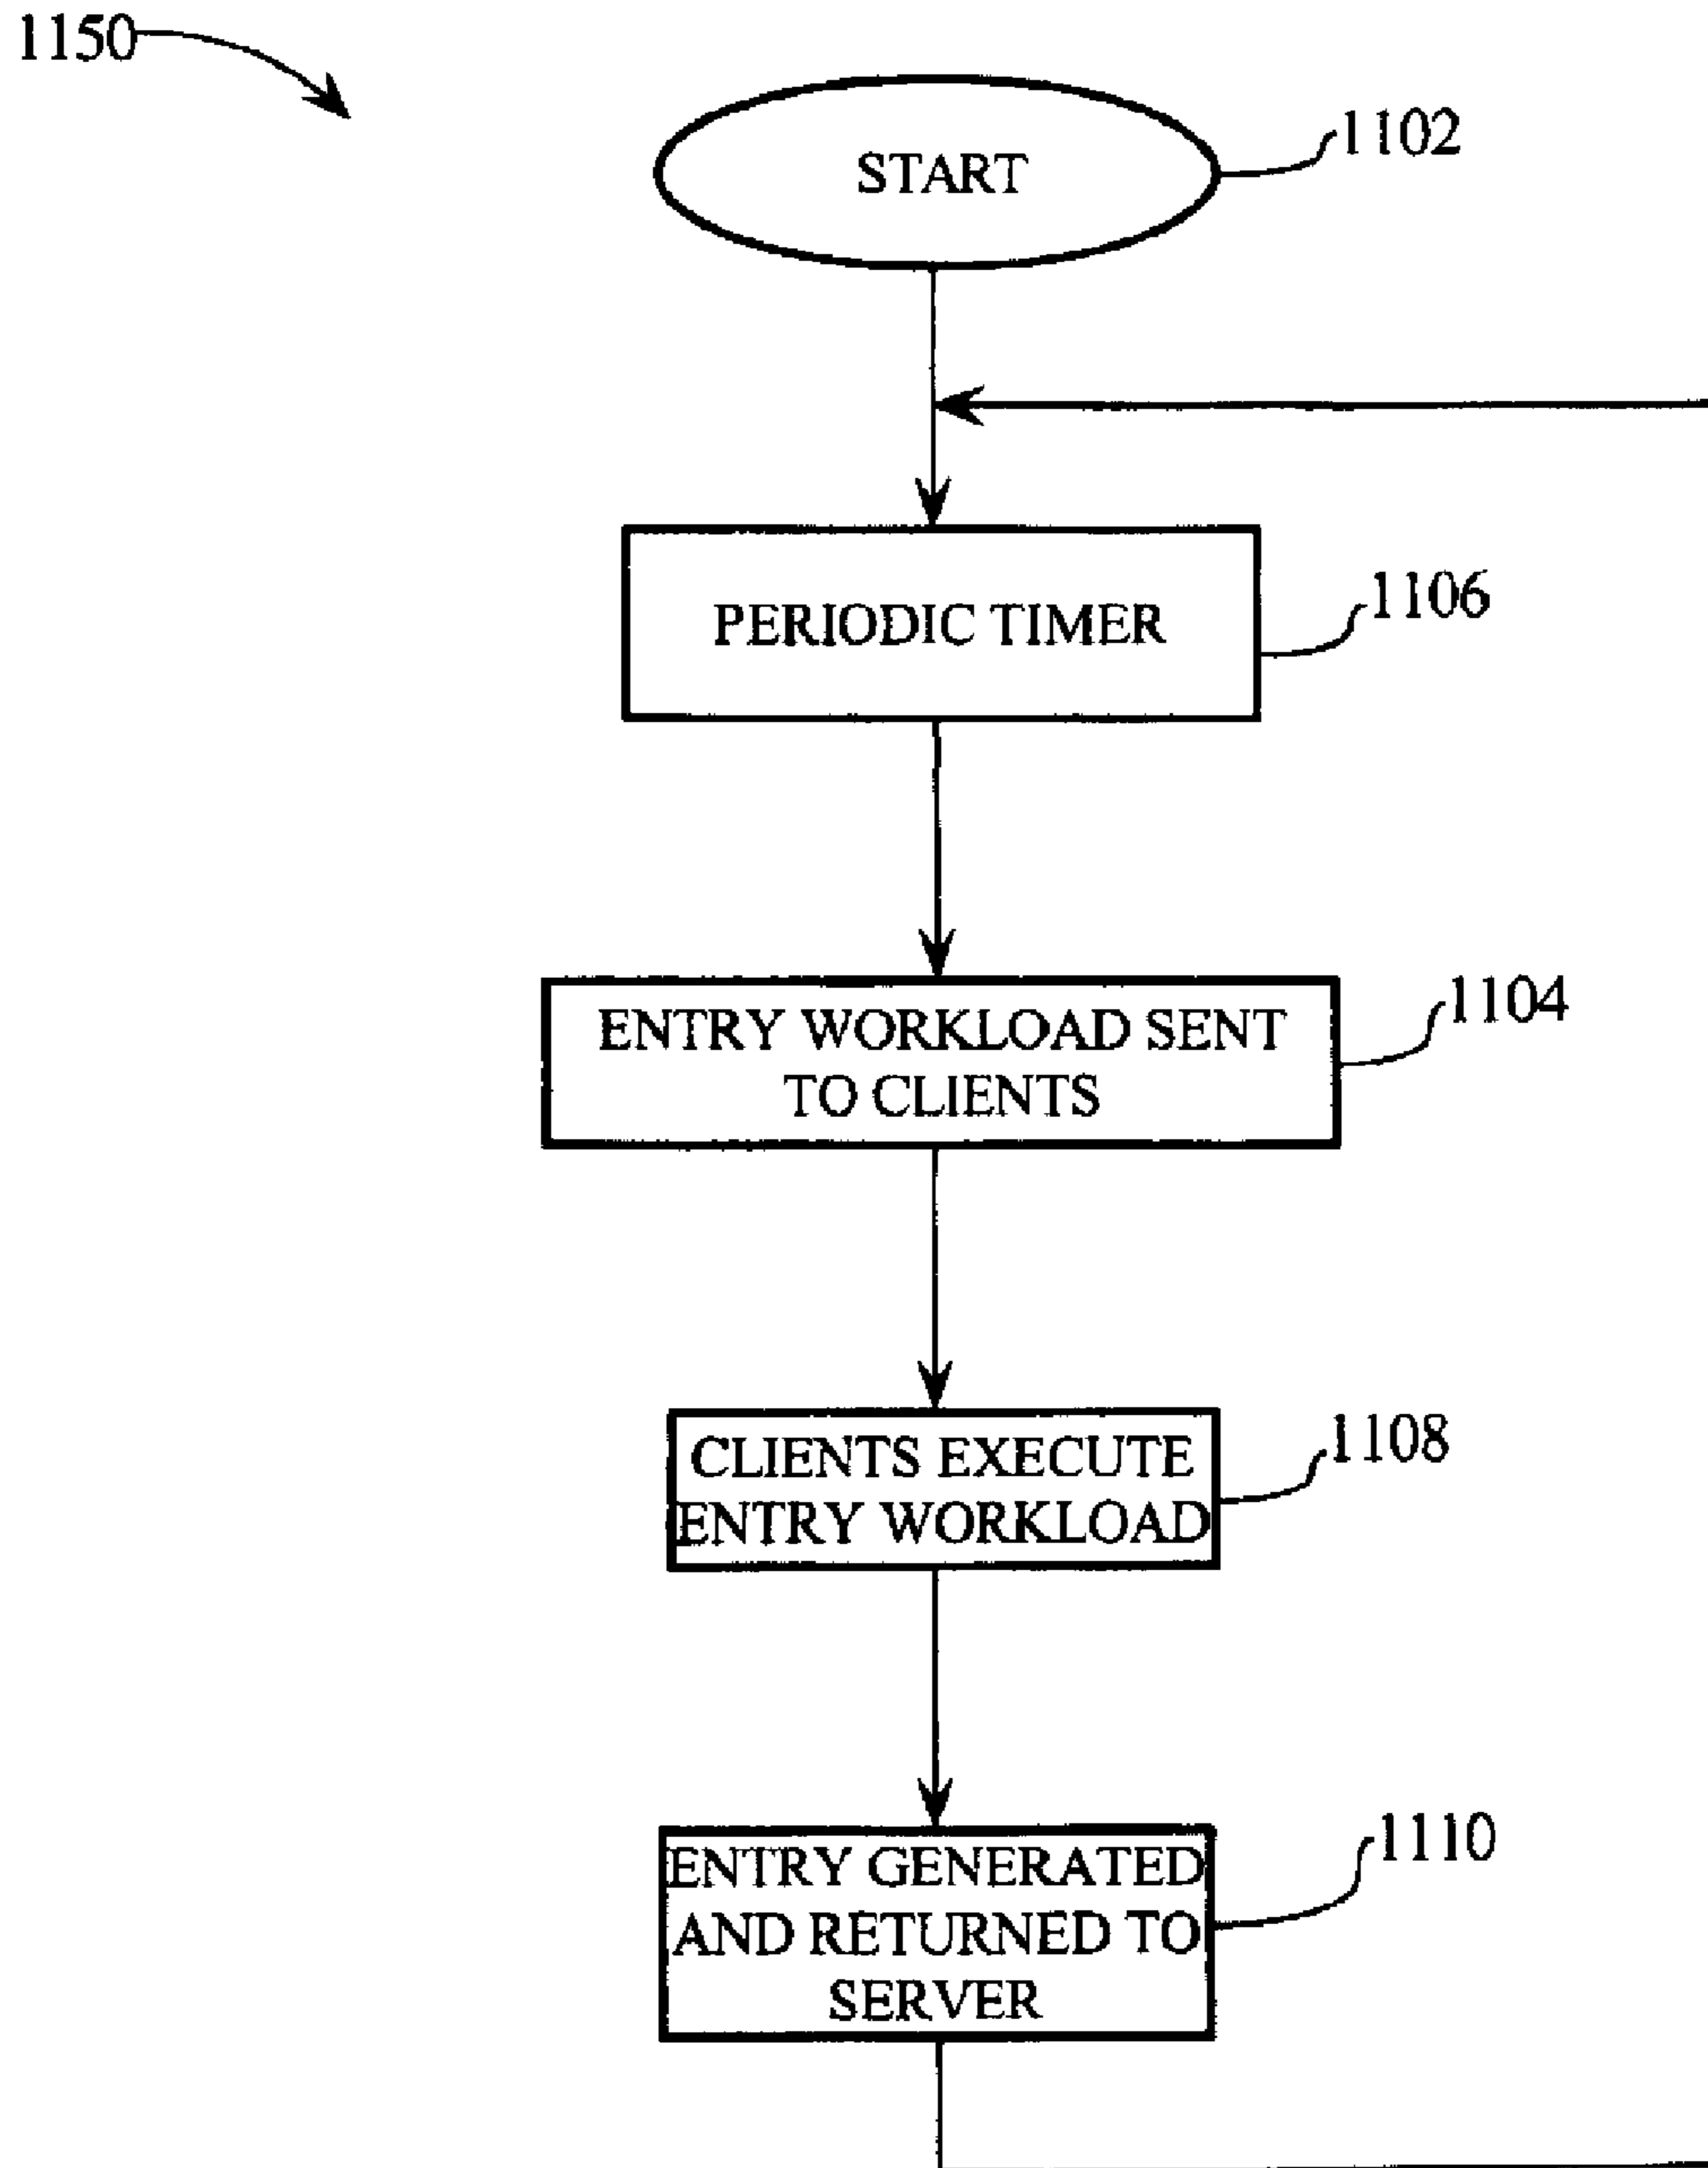 1150
START
1102
PERIODIC TIMER
1106
ENTRY WORKLOAD SENT
TO CLIENTS
1104
CLIENTS EXECUTE
ENTRY WORKLOAD
1108
ENTRY GENERATED
AND RETURNED TO
SERVER
1110